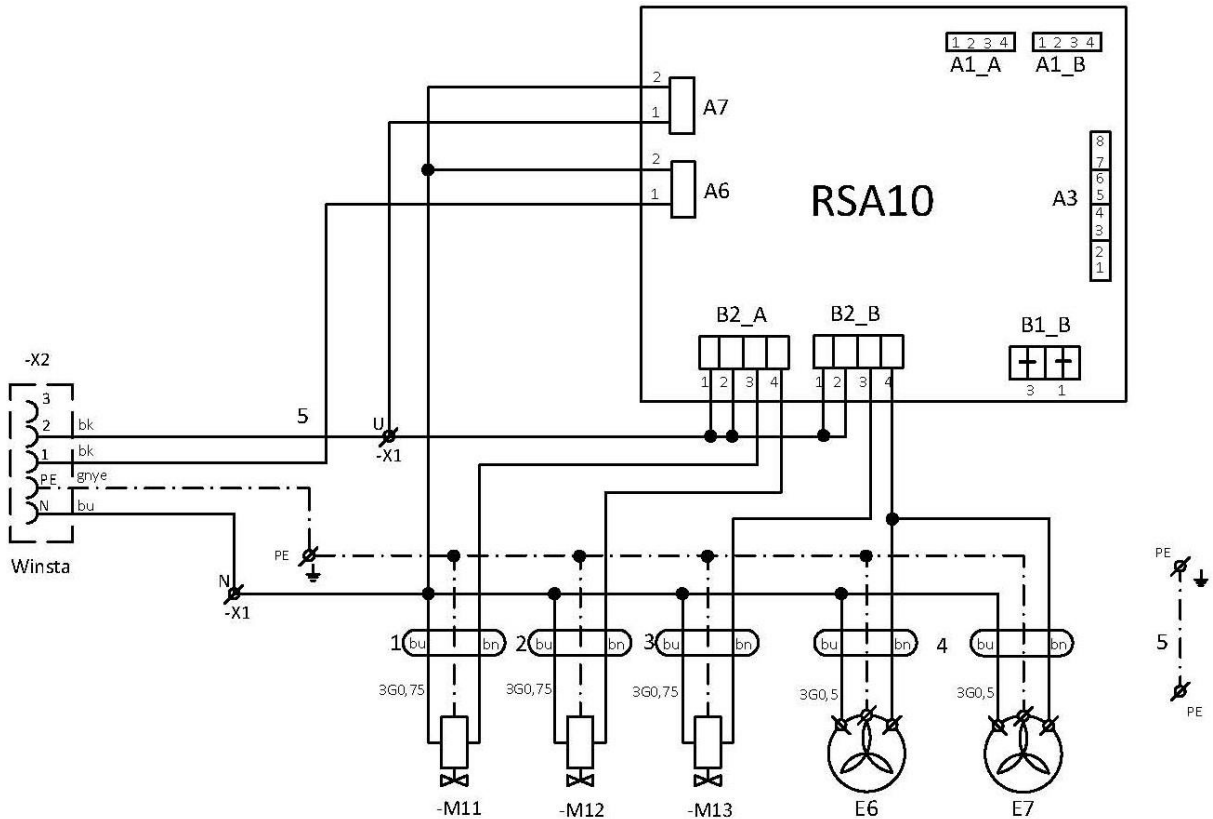 1 2 3 4
1 2 3 4
A1_A
A1_B
2
1
A7
2
1
A6
RSA10
A3
8
7
6
5
4
3
2
1
B2_A
B2_B
B1_B
1 2 3 4
1 2 3 4
3 1
-X2
3
2
bk
5
U
-X1
1
bk
PE
gnye
N
bu
Winsta
PE
N
-X1
1
bu
bn
2
bu
bn
3
bu
bn
bu
bn
4
bu
bn
3G0,75
3G0,75
3G0,75
3G0,5
3G0,5
-M11
-M12
-M13
E6
E7
PE
5
PE